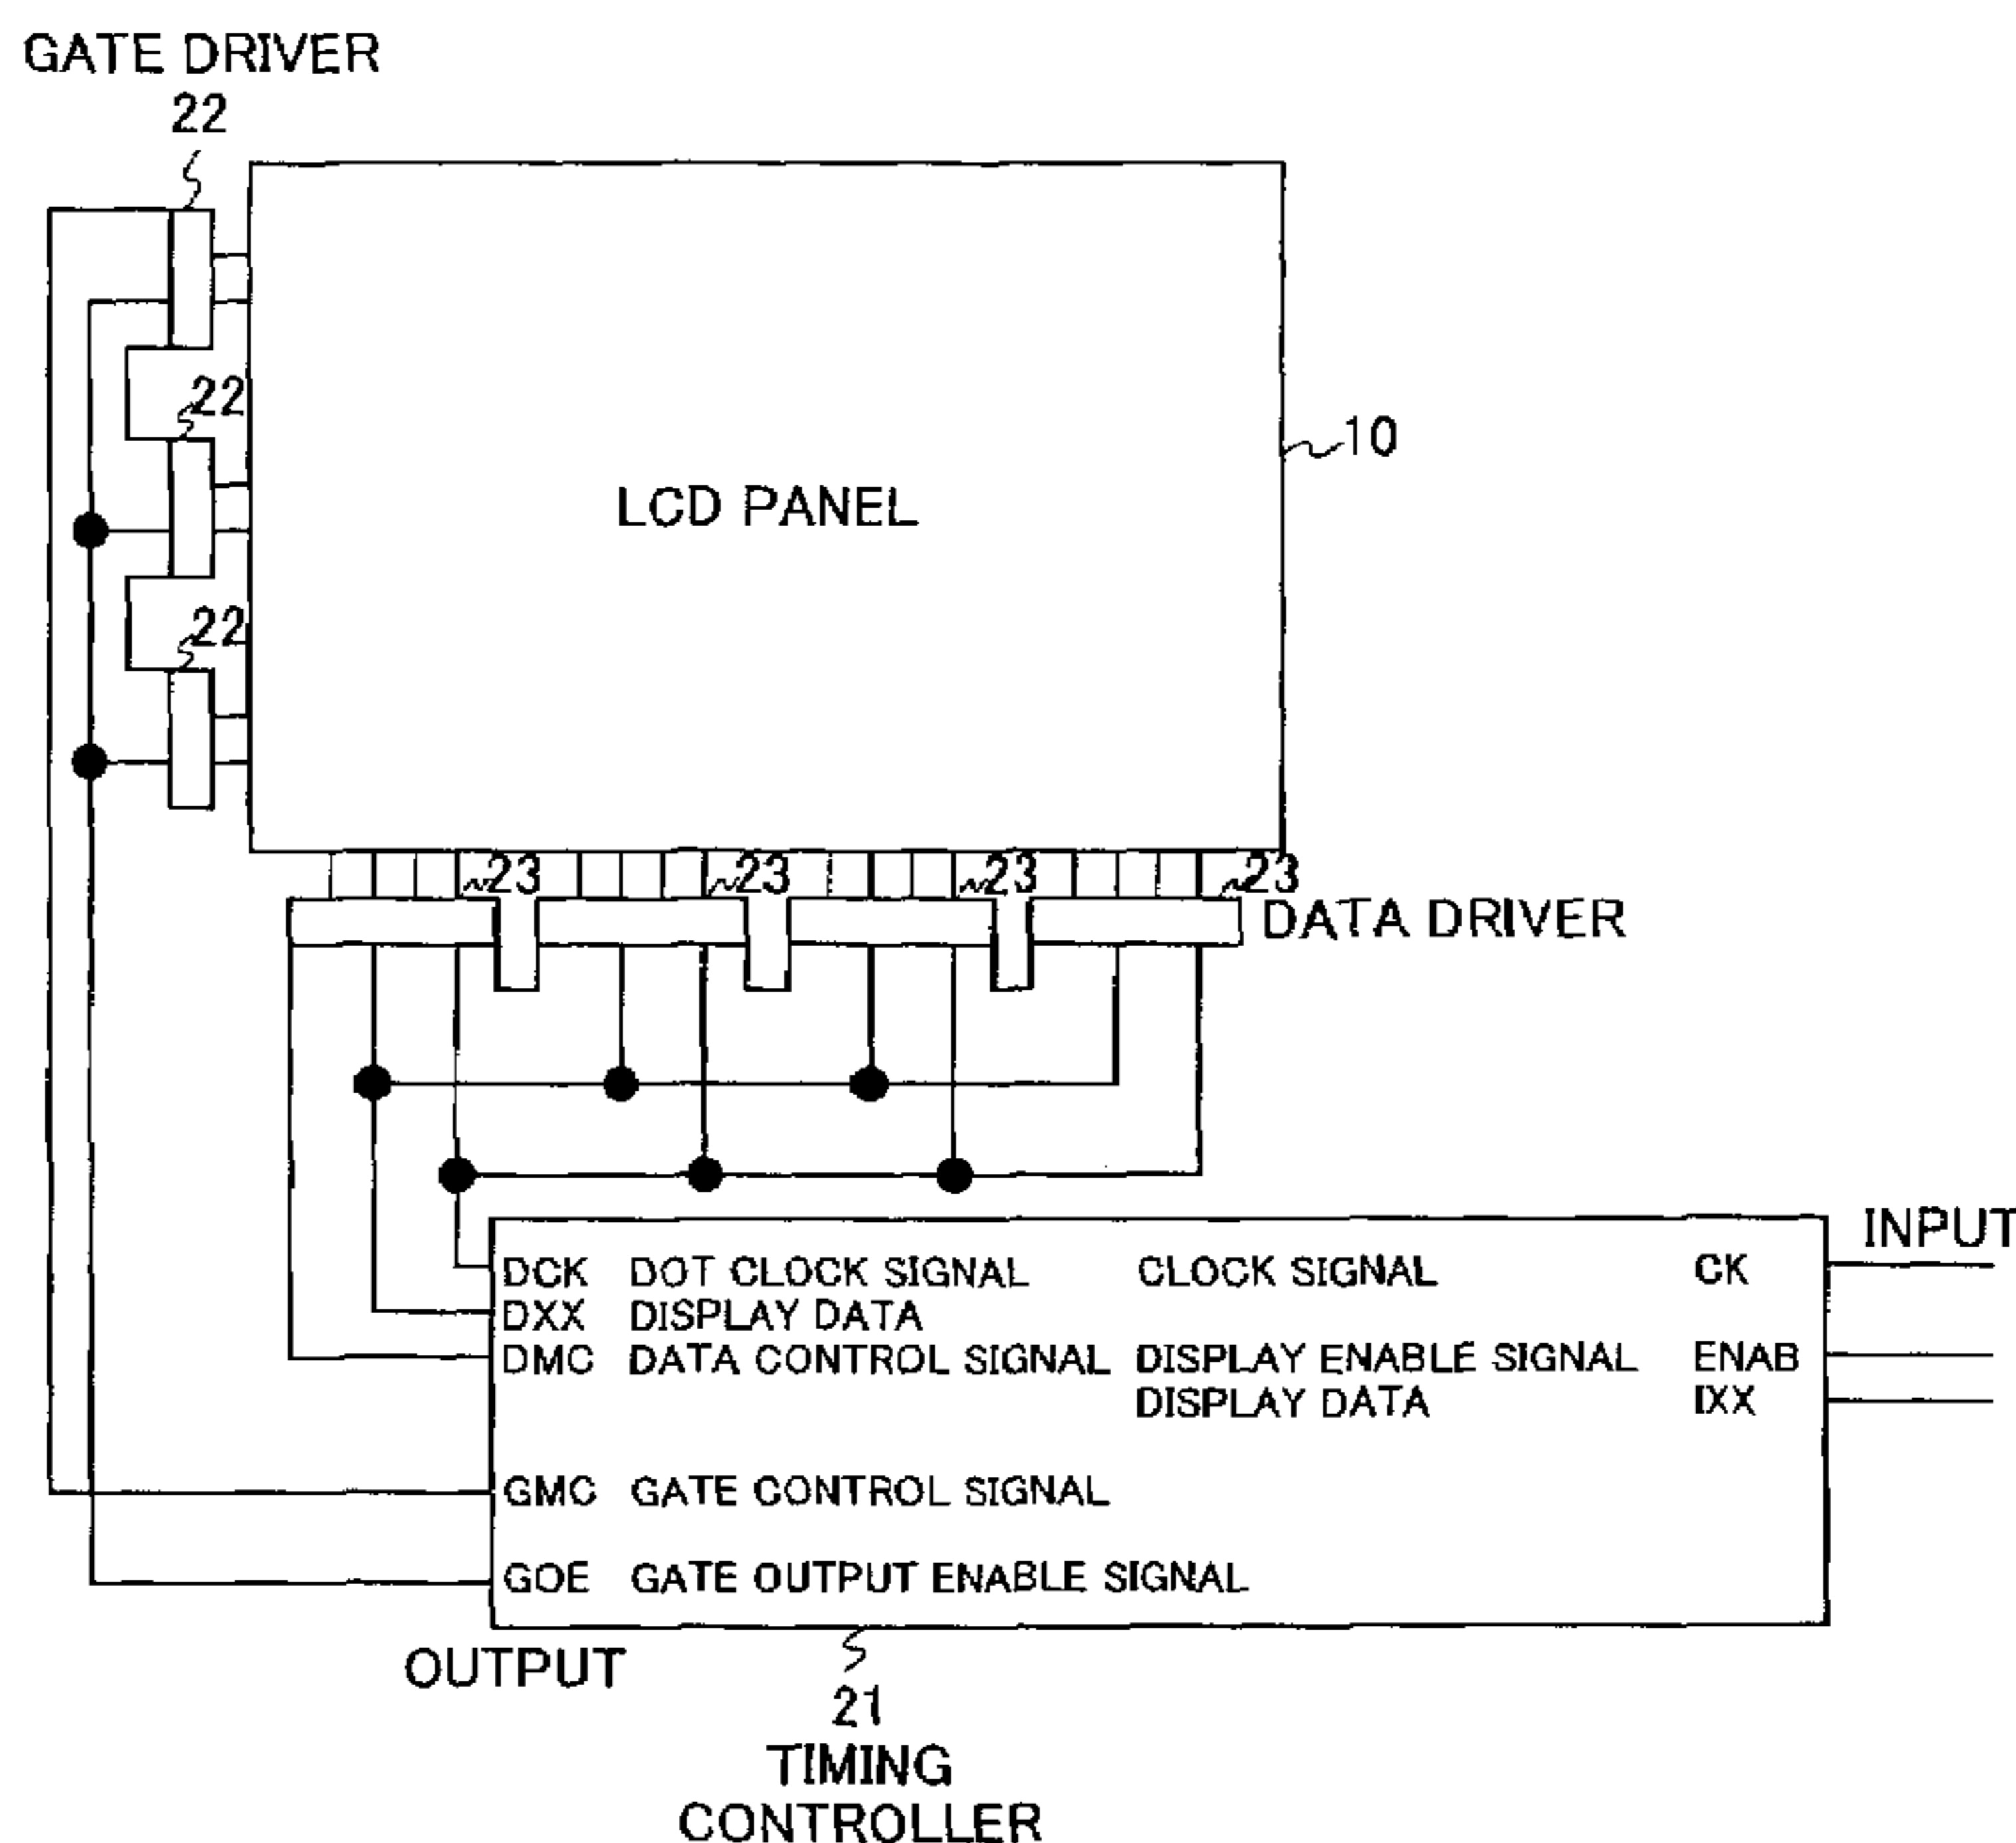 GATE DRIVER
22
22
10
LCD PANEL
22
23 23 23 23
DATA DRIVER
INPUT
DCK DOT CLOCK SIGNAL CLOCK SIGNAL CK
DXX DISPLAY DATA
DMC DATA CONTROL SIGNAL DISPLAY ENABLE SIGNAL ENAB
DISPLAY DATA IXX
GMC GATE CONTROL SIGNAL
GOE GATE OUTPUT ENABLE SIGNAL
OUTPUT
21
TIMING
CONTROLLER